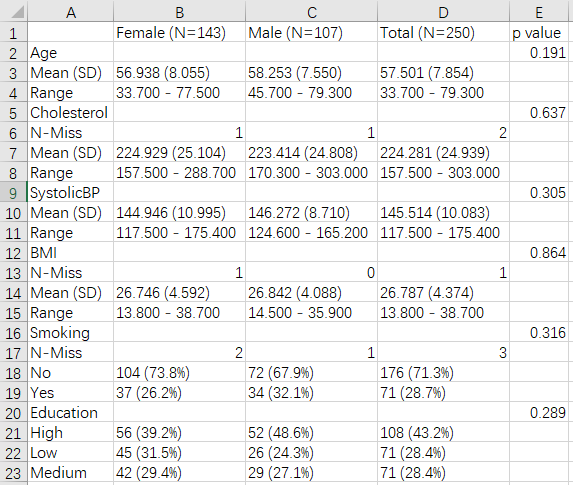 A B C D E
1 Female (N=143) Male (N=107) Total (N=250) p value
2 Age 0.191
3 Mean (SD) 56.938 (8.055) 58.253 (7.550) 57.501 (7.854)
4 Range 33.700 - 77.500 45.700 - 79.300 33.700 - 79.300
5 Cholesterol 0.637
6 N-Miss 1 1 2
7 Mean (SD) 224.929 (25.104) 223.414 (24.808) 224.281 (24.939)
8 Range 157.500 - 288.700 170.300 - 303.000 157.500 - 303.000
9 SystolicBP 0.305
10 Mean (SD) 144.946 (10.995) 146.272 (8.710) 145.514 (10.083)
11 Range 117.500 - 175.400 124.600 - 165.200 117.500 - 175.400
12 BMI 0.864
13 N-Miss 1 0 1
14 Mean (SD) 26.746 (4.592) 26.842 (4.088) 26.787 (4.374)
15 Range 13.800 - 38.700 14.500 - 35.900 13.800 - 38.700
16 Smoking 0.316
17 N-Miss 2 1 3
18 No 104 (73.8%) 72 (67.9%) 176 (71.3%)
19 Yes 37 (26.2%) 34 (32.1%) 71 (28.7%)
20 Education 0.289
21 High 56 (39.2%) 52 (48.6%) 108 (43.2%)
22 Low 45 (31.5%) 26 (24.3%) 71 (28.4%)
23 Medium 42 (29.4%) 29 (27.1%) 71 (28.4%)